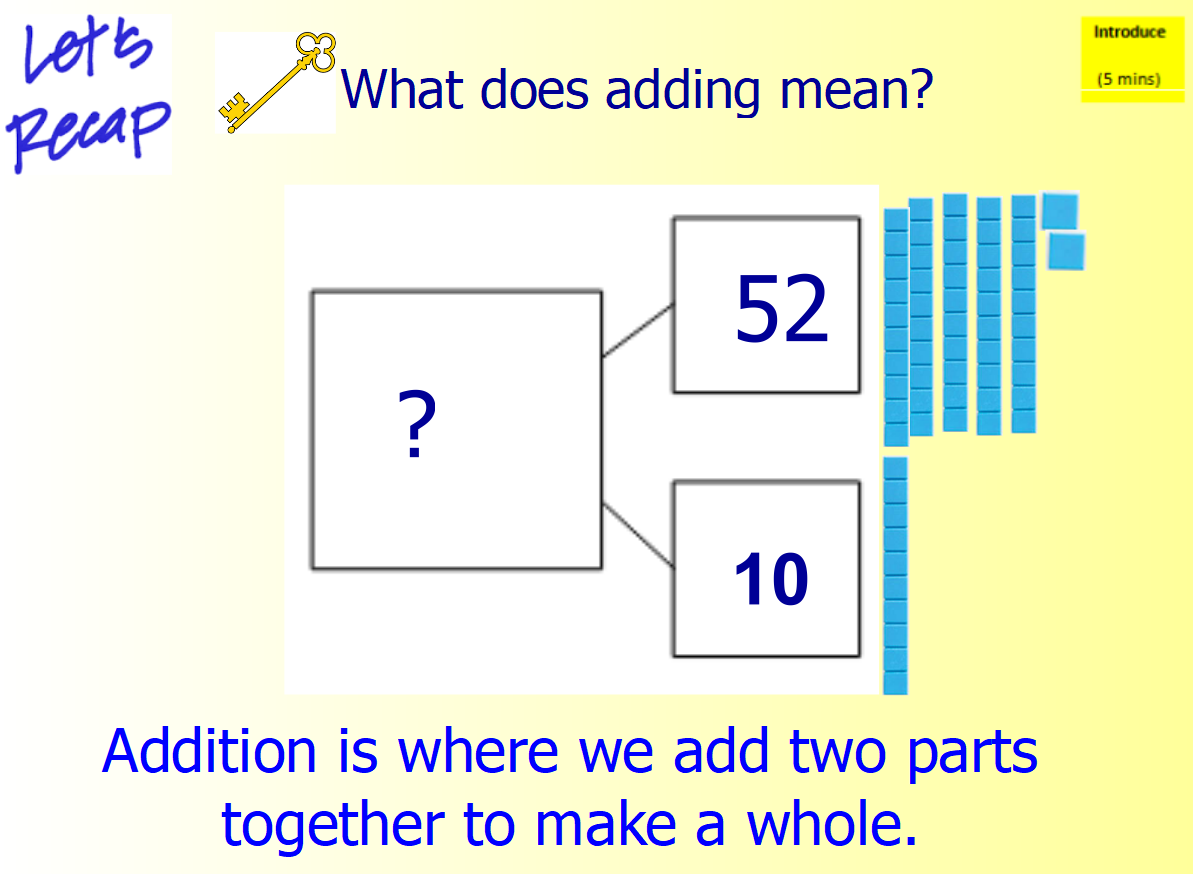 Let's
Recap
What does adding mean?
Introduce
(5 mins)
52
?
10
Addition is where we add two parts
together to make a whole.